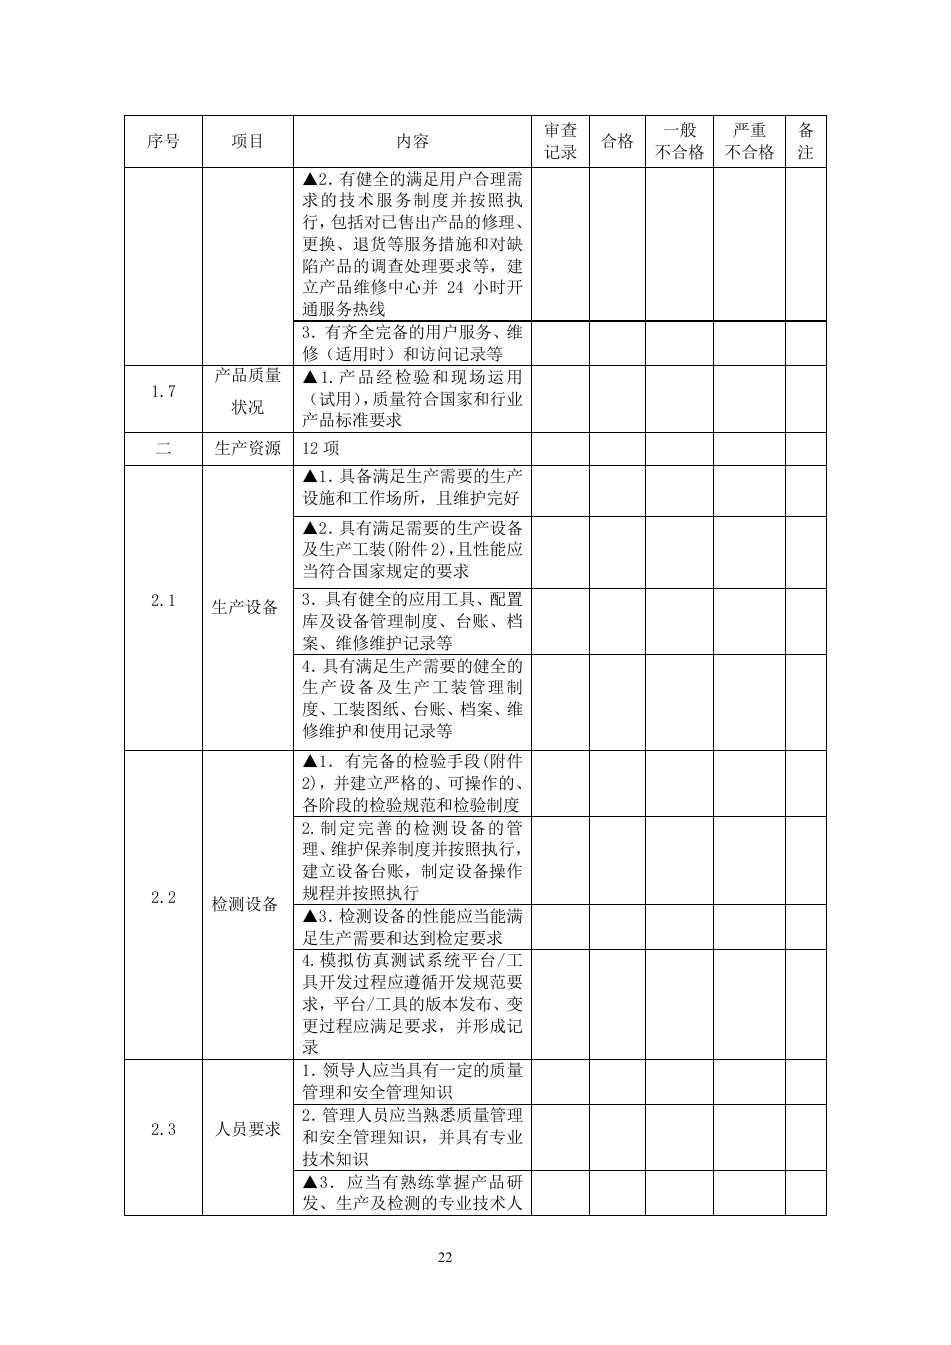 序号 项目 内容 审查记录 合格 一般不合格 严重不合格 备注
▲2.有健全的满足用户合理需
求的技术服务制度并按照执
行,包括对已售出产品的修理、
更换、退货等服务措施和对缺
陷产品的调查处理要求等，建
立产品维修中心并 24 小时开
通服务热线
3.有齐全完备的用户服务、维
修（适用时）和访问记录等
1.7
产品质量
状况
▲1.产品经检验和现场运用
（试用),质量符合国家和行业
产品标准要求
二 生产资源 12 项
2.1
生产设备
▲1.具备满足生产需要的生产
设施和工作场所，且维护完好
▲2.具有满足需要的生产设备
及生产工装(附件 2),且性能应
当符合国家规定的要求
3.具有健全的应用工具、配置
库及设备管理制度、台账、档
案、维修维护记录等
4.具有满足生产需要的健全的
生产设备及生产工装管理制
度、工装图纸、台账、档案、维
修维护和使用记录等
2.2
检测设备
▲1. 有完备的检验手段(附件
2)，并建立严格的、可操作的、
各阶段的检验规范和检验制度
2.制定完善的检测设备的管
理、维护保养制度并按照执行，
建立设备台账，制定设备操作
规程并按照执行
▲3.检测设备的性能应当能满
足生产需要和达到检定要求
4.模拟仿真测试系统平台/工
具开发过程应遵循开发规范要
求，平台/工具的版本发布、变
更过程应满足要求，并形成记
录
2.3
人员要求
1.领导人应当具有一定的质量
管理和安全管理知识
2.管理人员应当熟悉质量管理
和安全管理知识，并具有专业
技术知识
▲3. 应当有熟练掌握产品研
发、生产及检测的专业技术人
22